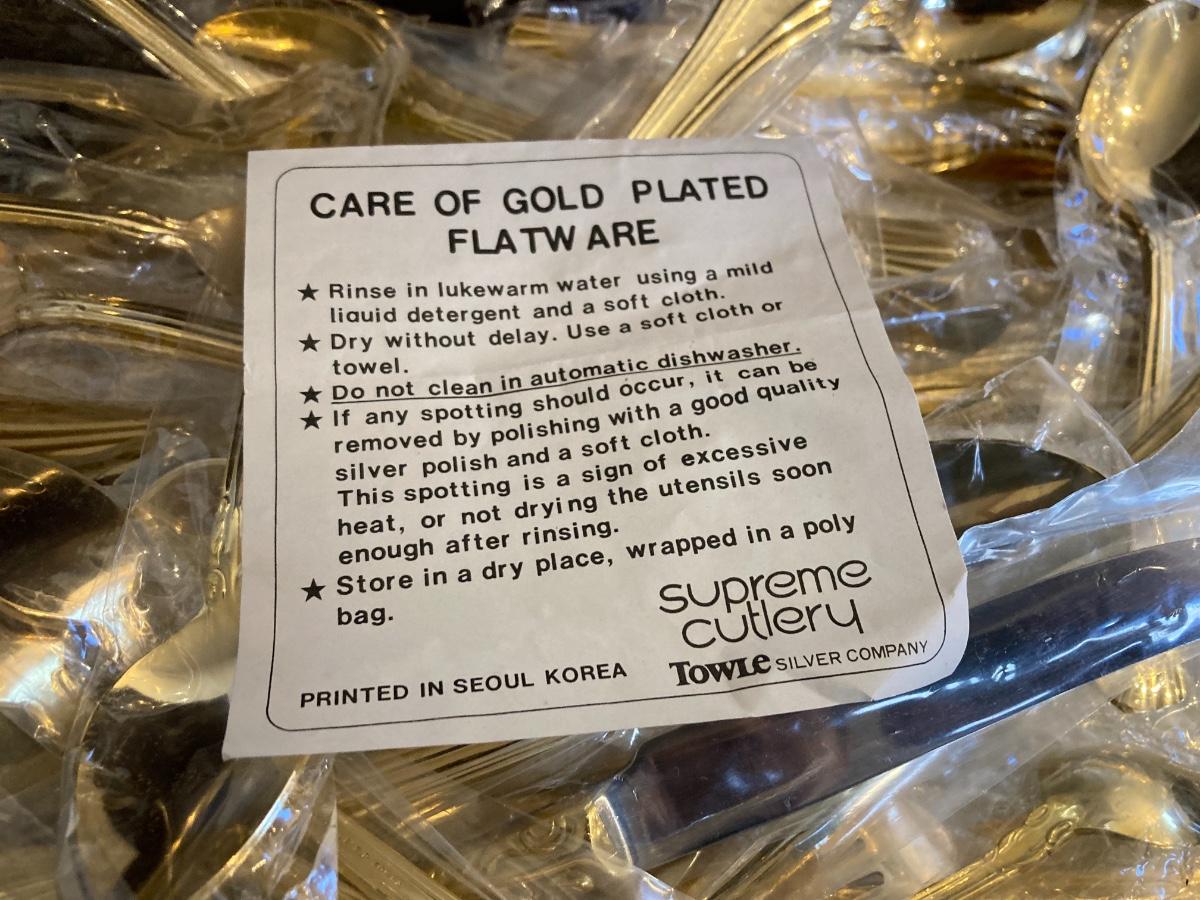 CARE OF GOLD PLATED
FLATWARE
★ Rinse in lukewarm water using a mild
liquid detergent and a soft cloth.
★ Dry without delay. Use a soft cloth or
towel.
★ Do not clean in automatic dishwasher.
★ If any spotting should occur, it can be
removed by polishing with a good quality
silver polish and a soft cloth.
This spotting is a sign of excessive
heat, or not drying the utensils soon
enough after rinsing.
★ Store in a dry place, wrapped in a poly
bag.
supreme
cutlery
PRINTED IN SEOUL KOREA
TOWLE SILVER COMPANY